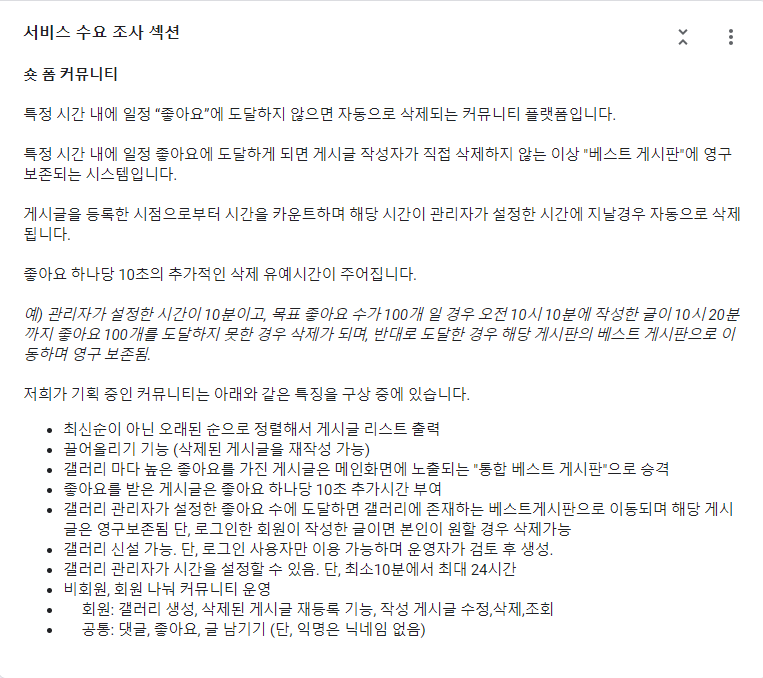 서비스 수요 조사 섹션
숏 폼 커뮤니티
특정 시간 내에 일정 “좋아요”에 도달하지 않으면 자동으로 삭제되는 커뮤니티 플랫폼입니다.
특정 시간 내에 일정 좋아요에 도달하게 되면 게시글 작성자가 직접 삭제하지 않는 이상 "베스트 게시판"에 영구
보존되는 시스템입니다.
게시글을 등록한 시점으로부터 시간을 카운트하며 해당 시간이 관리자가 설정한 시간에 지날경우 자동으로 삭제
됩니다.
좋아요 하나당 10초의 추가적인 삭제 유예시간이 주어집니다.
예) 관리자가 설정한 시간이 10분이고, 목표 좋아요 수가 100개 일 경우 오전 10시 10분에 작성한 글이 10시 20분
까지 좋아요 100개를 도달하지 못한 경우 삭제가 되며, 반대로 도달한 경우 해당 게시판의 베스트 게시판으로 이
동하며 영구 보존됨.
저희가 기획 중인 커뮤니티는 아래와 같은 특징을 구상 중에 있습니다.
• 최신순이 아닌 오래된 순으로 정렬해서 게시글 리스트 출력
• 끌어올리기 기능 (삭제된 게시글을 재작성 가능)
• 갤러리 마다 높은 좋아요를 가진 게시글은 메인화면에 노출되는 "통합 베스트 게시판"으로 승격
• 좋아요를 받은 게시글은 좋아요 하나당 10초 추가시간 부여
• 갤러리 관리자가 설정한 좋아요 수에 도달하면 갤러리에 존재하는 베스트게시판으로 이동되며 해당 게시
글은 영구보존됨 단, 로그인한 회원이 작성한 글이면 본인이 원할 경우 삭제가능
• 갤러리 신설 가능. 단, 로그인 사용자만 이용 가능하며 운영자가 검토 후 생성.
• 갤러리 관리자가 시간을 설정할 수 있음. 단, 최소10분에서 최대 24시간
• 비회원, 회원 나눠 커뮤니티 운영
• 회원: 갤러리 생성, 삭제된 게시글 재등록 기능, 작성 게시글 수정,삭제,조회
• 공통: 댓글, 좋아요, 글 남기기 (단, 익명은 닉네임 없음)